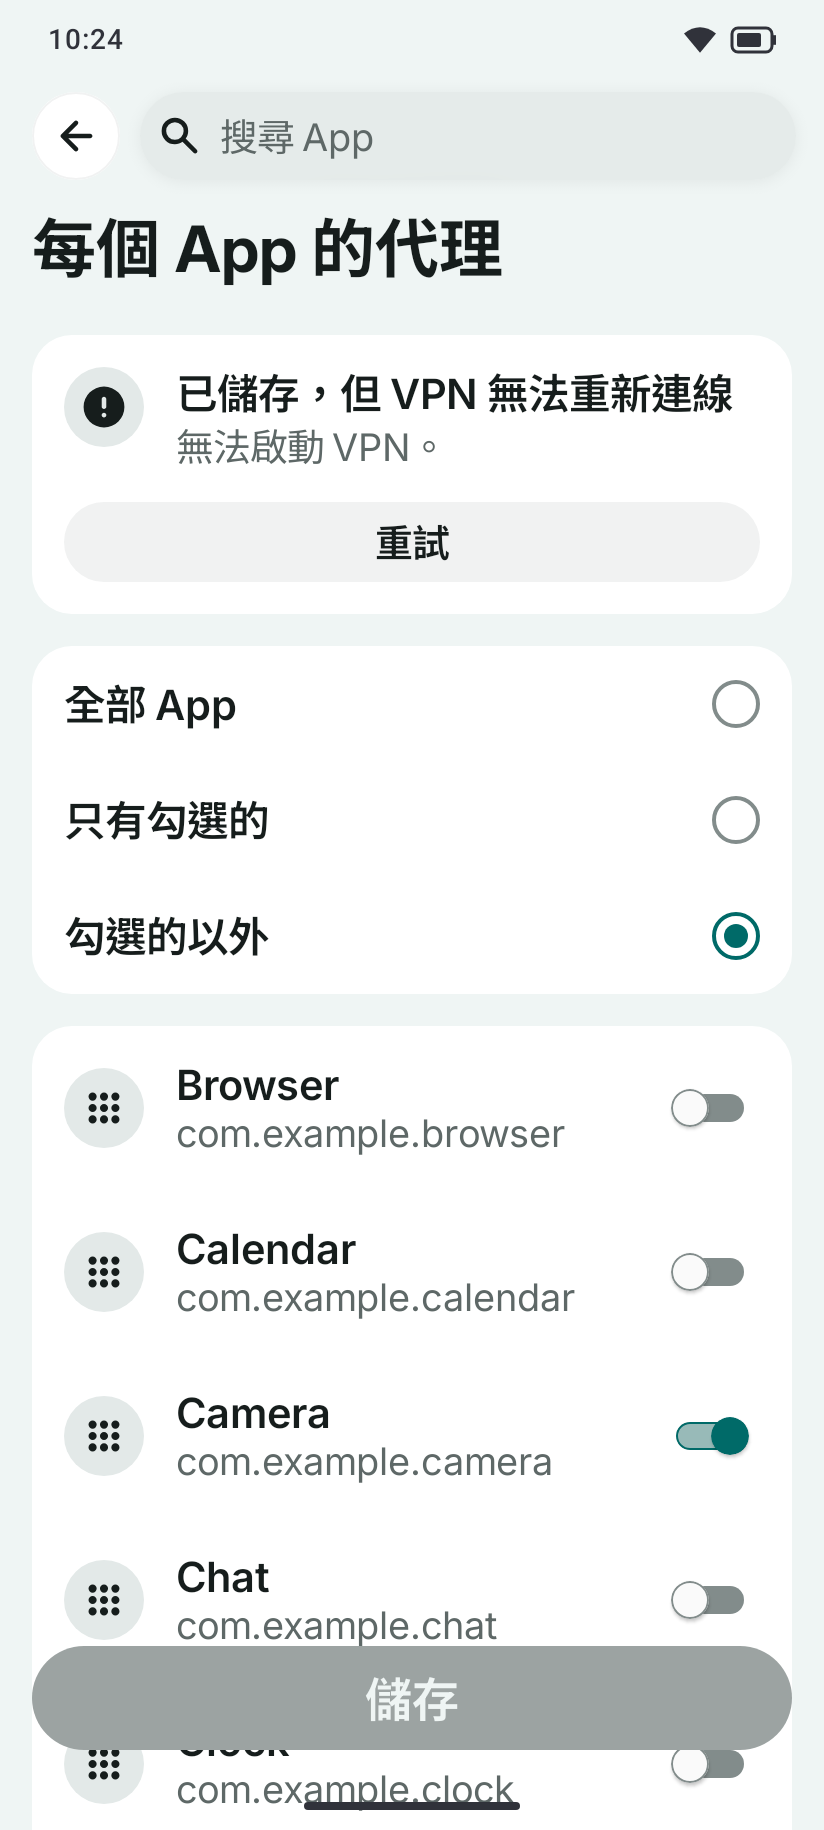 10:24
搜尋 App
每個 App 的代理
已儲存，但 VPN 無法重新連線
無法啟動 VPN。
重試
全部 App
只有勾選的
勾選的以外
Browser
com.example.browser
Calendar
com.example.calendar
Camera
com.example.camera
Chat
com.example.chat
儲存
Clock
com.example.clock